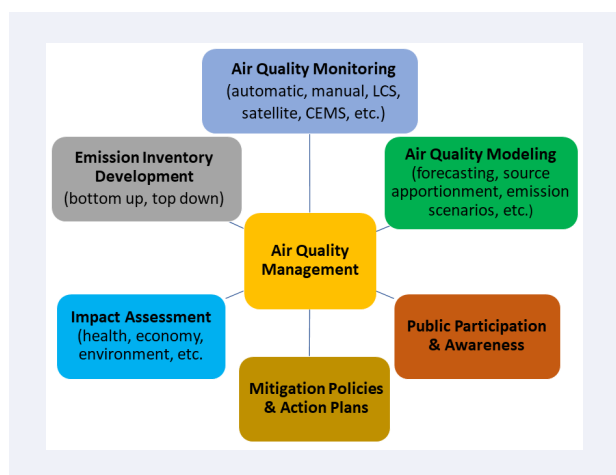 Air Quality Monitoring
(automatic, manual, LCS,
satellite, CEMS, etc.)
Emission Inventory
Development
(bottom up, top down)
Air Quality Modeling
(forecasting, source
apportionment, emission
scenarios, etc.)
Air Quality
Management
Impact Assessment
(health, economy,
environment, etc.
Public Participation
& Awareness
Mitigation Policies
& Action Plans